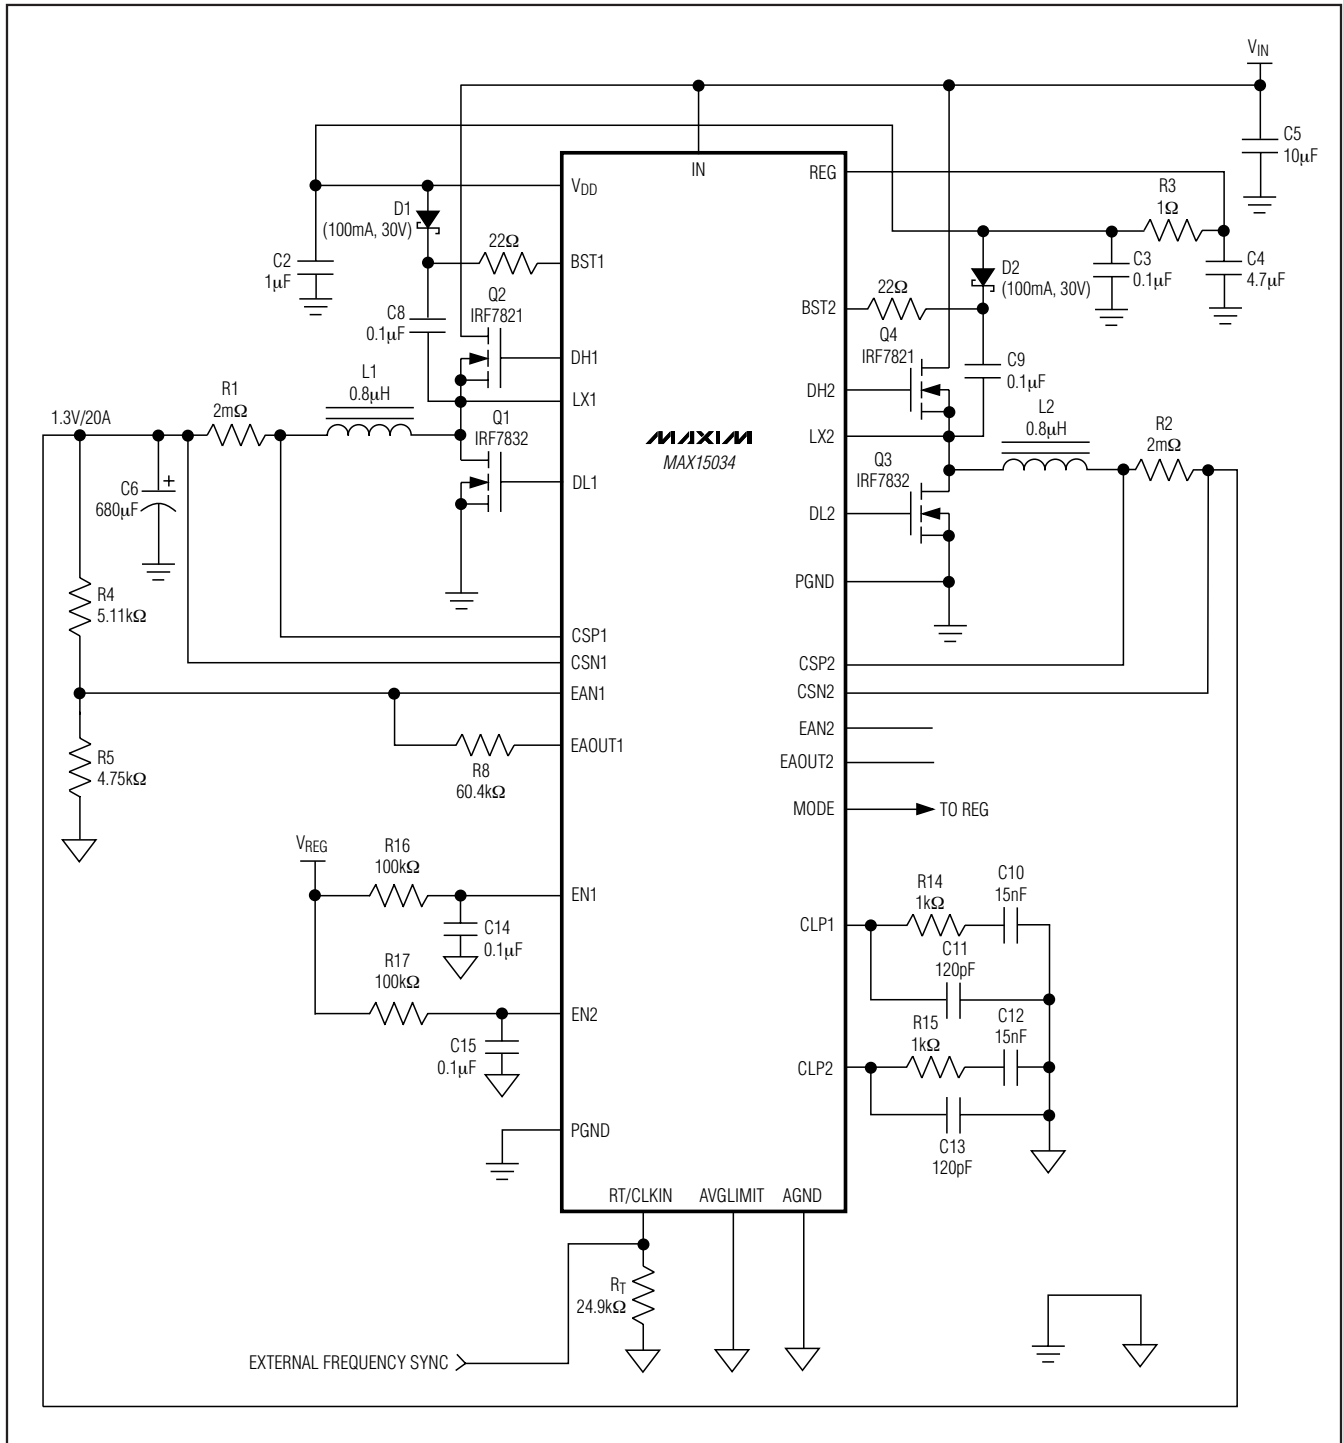 VIN
C5
10µF
IN
REG
R3
1Ω
VDD
D1
(100mA, 30V)
22Ω
C2
1µF
BST1
D2
(100mA, 30V)
C3
0.1µF
C4
4.7µF
Q2
IRF7821
22Ω
BST2
C8
0.1µF
Q4
IRF7821
DH1
C9
0.1µF
L1
0.8µH
R1
2mΩ
DH2
LX1
L2
0.8µH
1.3V/20A
Q1
IRF7832
MAXIM
MAX15034
LX2
R2
2mΩ
Q3
IRF7832
C6
+
680µF
DL1
DL2
PGND
R4
5.11kΩ
CSP1
CSN1
CSP2
CSN2
EAN1
EAN2
R5
4.75kΩ
EAOUT1
EAOUT2
R8
60.4kΩ
MODE
TO REG
VREG
R16
100kΩ
R14
1kΩ
C10
15nF
EN1
CLP1
C14
0.1µF
C11
120pF
R17
100kΩ
EN2
R15
1kΩ
C12
15nF
C15
0.1µF
CLP2
PGND
C13
120pF
RT/CLKIN
AVGLIMIT
AGND
RT
24.9kΩ
EXTERNAL FREQUENCY SYNC